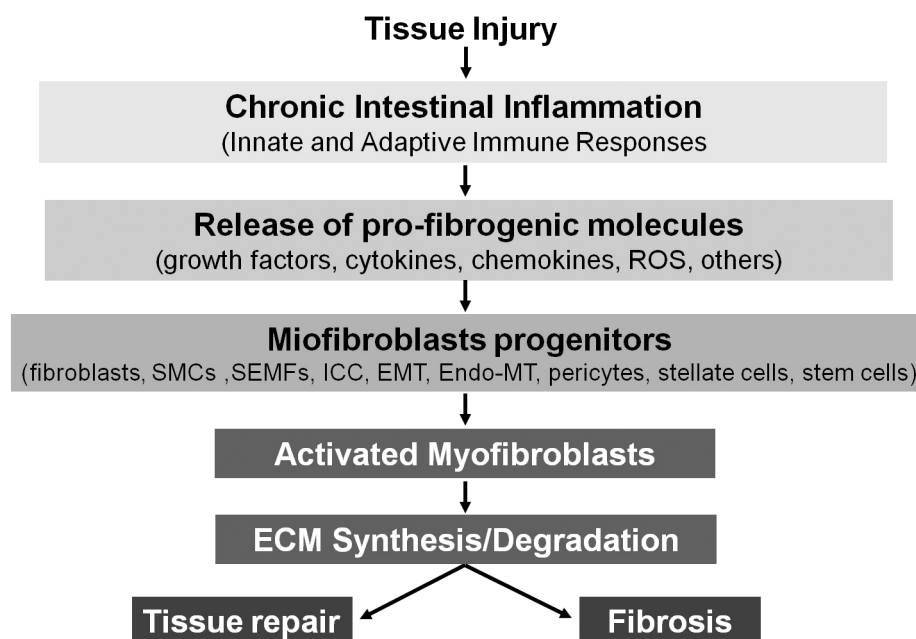 Tissue Injury
Chronic Intestinal Inflammation
(Innate and Adaptive Immune Responses
Release of pro-fibrogenic molecules
(growth factors, cytokines, chemokines, ROS, others)
Miofibroblasts progenitors
(fibroblasts, SMCs ,SEMFs, ICC, EMT, Endo-MT, pericytes, stellate cells, stem cells)
Activated Myofibroblasts
ECM Synthesis/Degradation
Tissue repair
Fibrosis